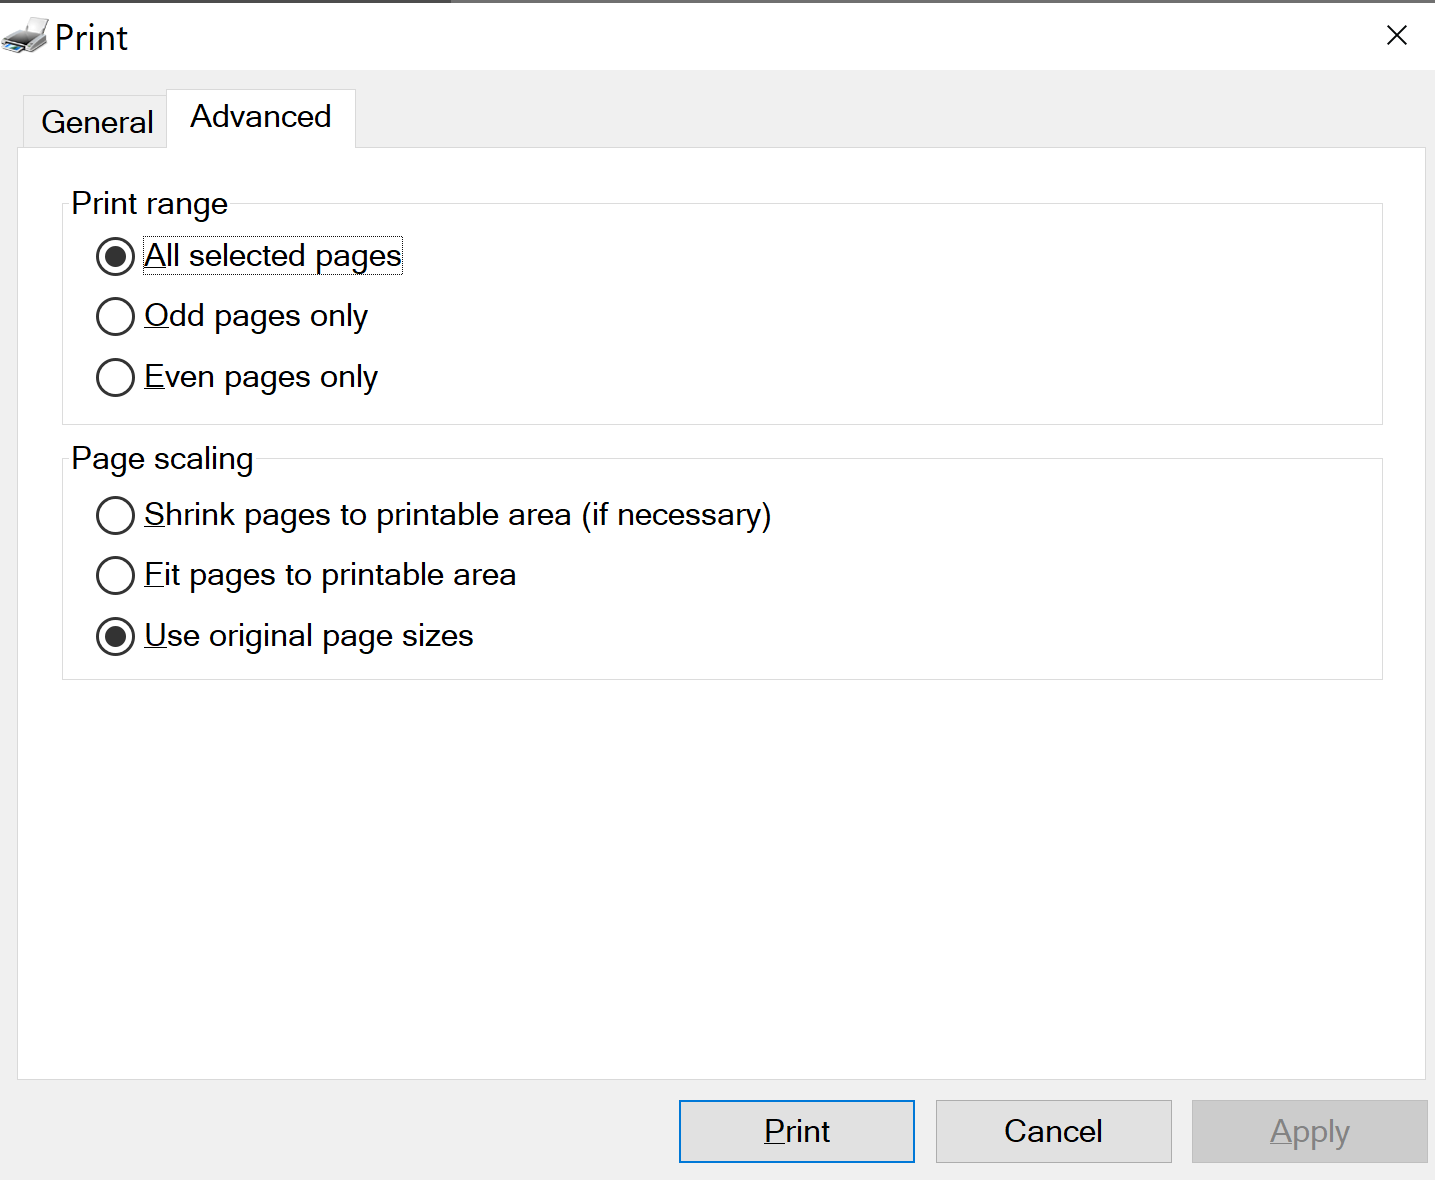 Print
General
Advanced
Print range
All selected pages
Odd pages only
Even pages only
Page scaling
Shrink pages to printable area (if necessary)
Fit pages to printable area
Use original page sizes
Print
Cancel
Apply